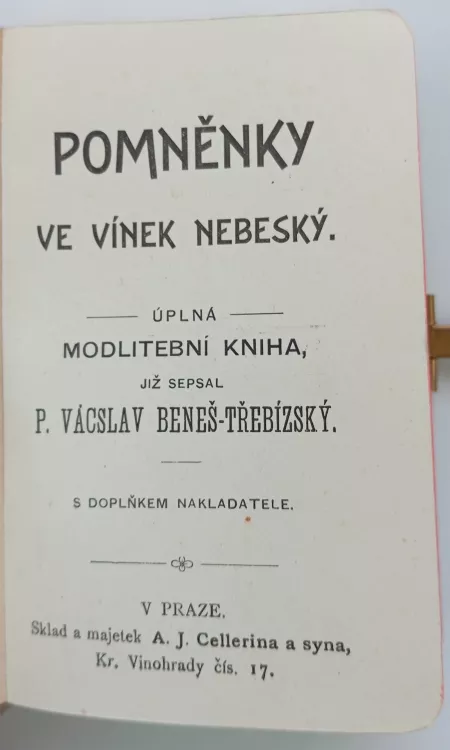 POMNĚNKY
VE VÍNEK NEBESKÝ.
ÚPLNÁ
MODLITEBNÍ KNIHA,
JIŽ SEPSAL
P. VÁCSLAV BENEŠ-TŘEBÍZSKÝ.
S DOPLŇKEM NAKLADATELE.
V PRAZE.
Sklad a majetek A. J. Cellerina a syna,
Kr. Vinohrady čís. 17.